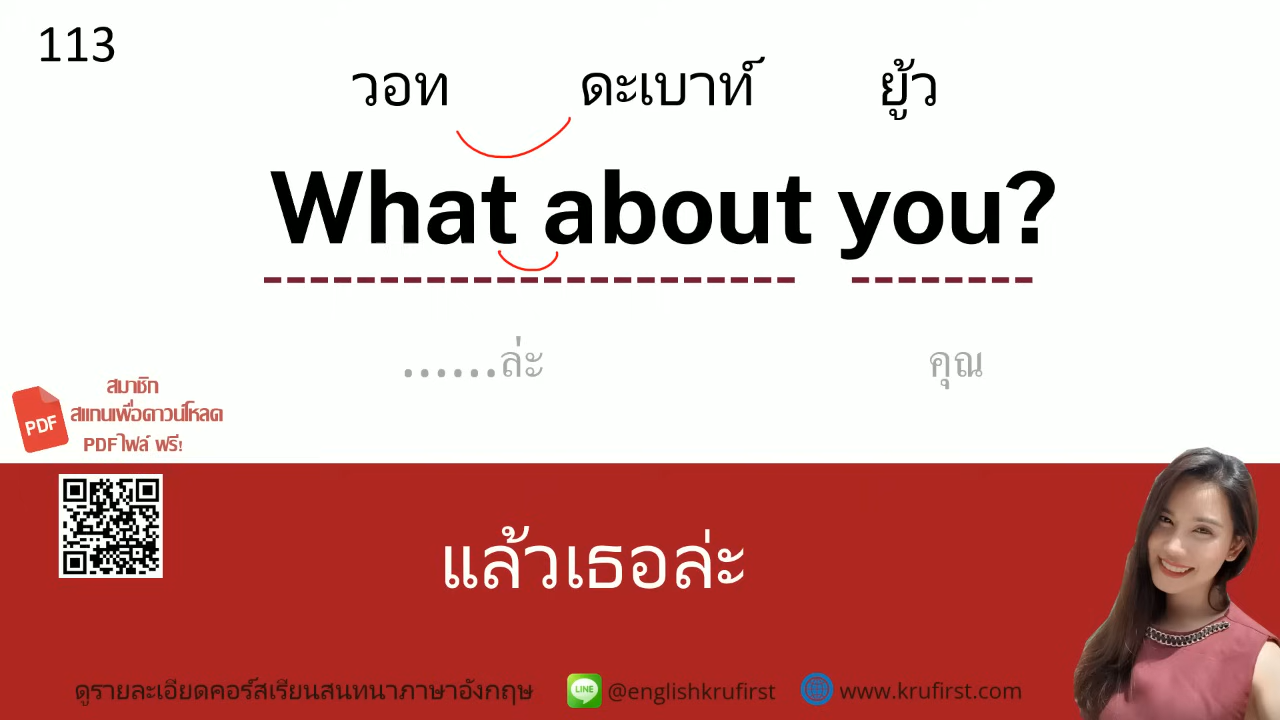 113
วอท ดะเบาท์ ยู้ว
What about you?
......ล่ะ คุณ
สมาชิก
สแกนเพื่อดาวน์โหลด
PDF ไฟล์ ฟรี!
PDF
แล้วเธอล่ะ
ดูรายละเอียดคอร์สเรียนสนทนาภาษาอังกฤษ LINE @englishkrufirst www.krufirst.com